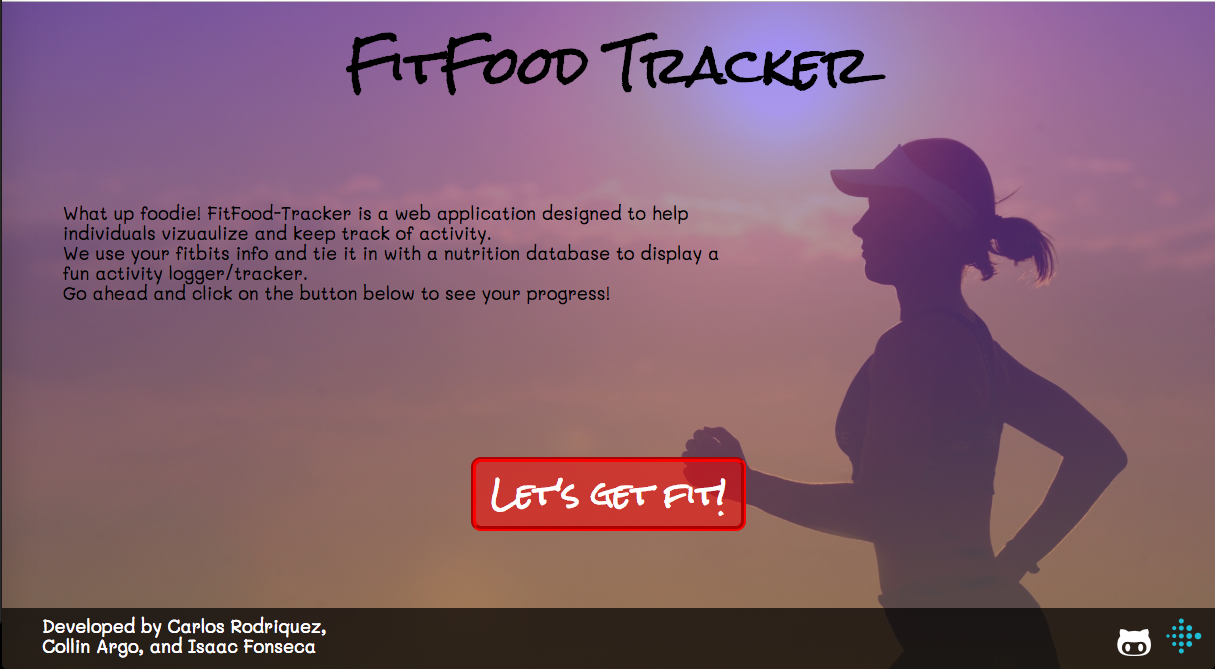 FitFood Tracker
What up foodie! FitFood-Tracker is a web application designed to help
individuals vizuaulize and keep track of activity.
We use your fitbits info and tie it in with a nutrition database to display a
fun activity logger/tracker.
Go ahead and click on the button below to see your progress!
Let's get fit!
Developed by Carlos Rodriquez,
Collin Argo, and Isaac Fonseca